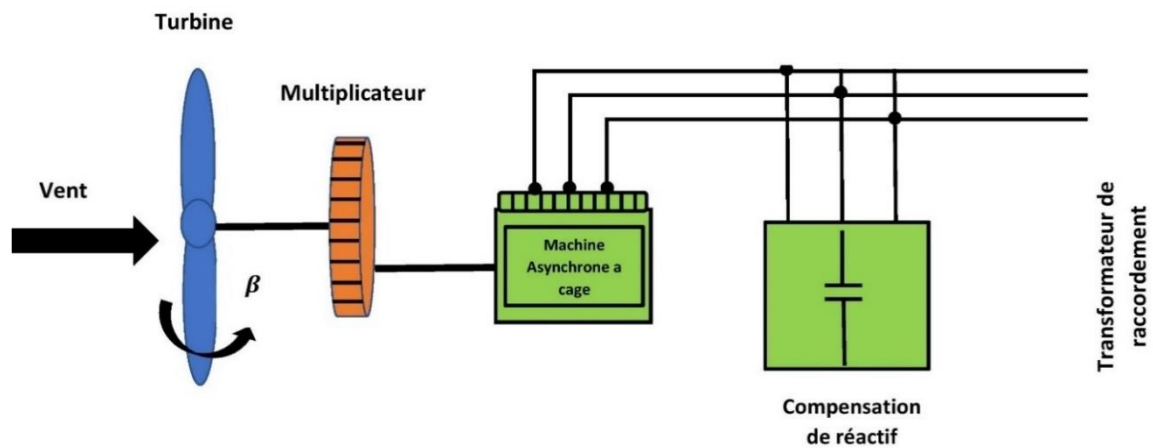 Turbine
Multiplicateur
Vent
β
Machine
Asynchrone a
cage
Compensation
de réactif
Transformateur de
raccordement